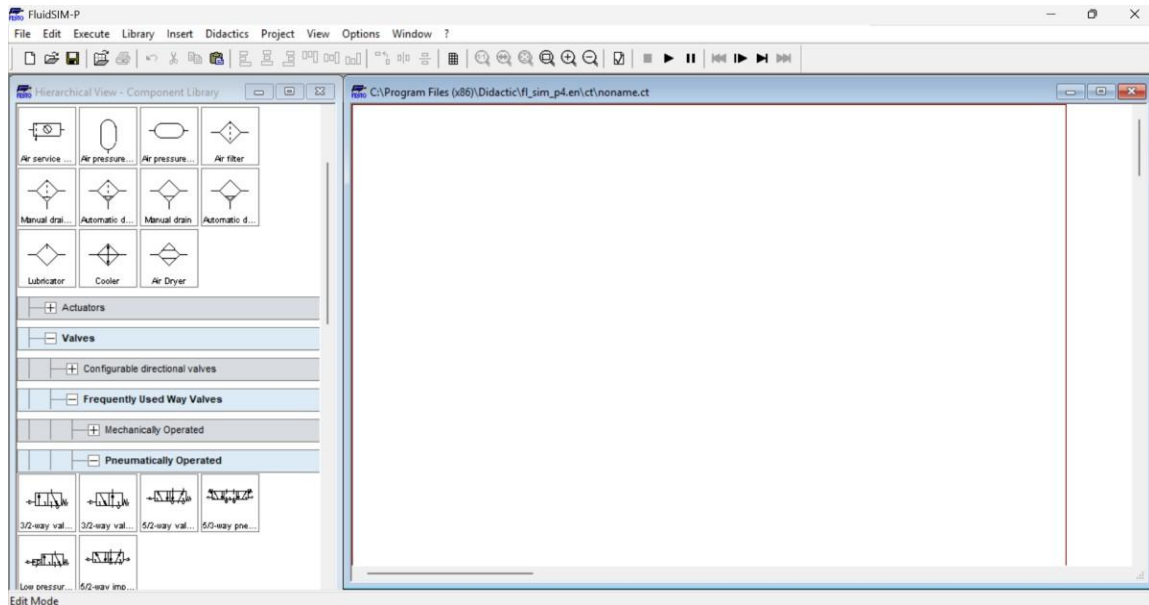 FluidSIM-P
File Edit Execute Library Insert Didactics Project View Options Window ?
Hierarchical View - Component Library
C:\Program Files (x86)\Didactic\fl_sim_p4.en\ct\noname.ct
Air service ... Air pressure... Air pressure... Air filter
Manual drai... Automatic d... Manual drain Automatic d...
Lubricator Cooler Air Dryer
Actuators
Valves
Configurable directional valves
Frequently Used Way Valves
Mechanically Operated
Pneumatically Operated
3/2-way val... 3/2-way val... 5/2-way val... 5/3-way pne...
Low pressur... 5/2-way imp...
Edit Mode